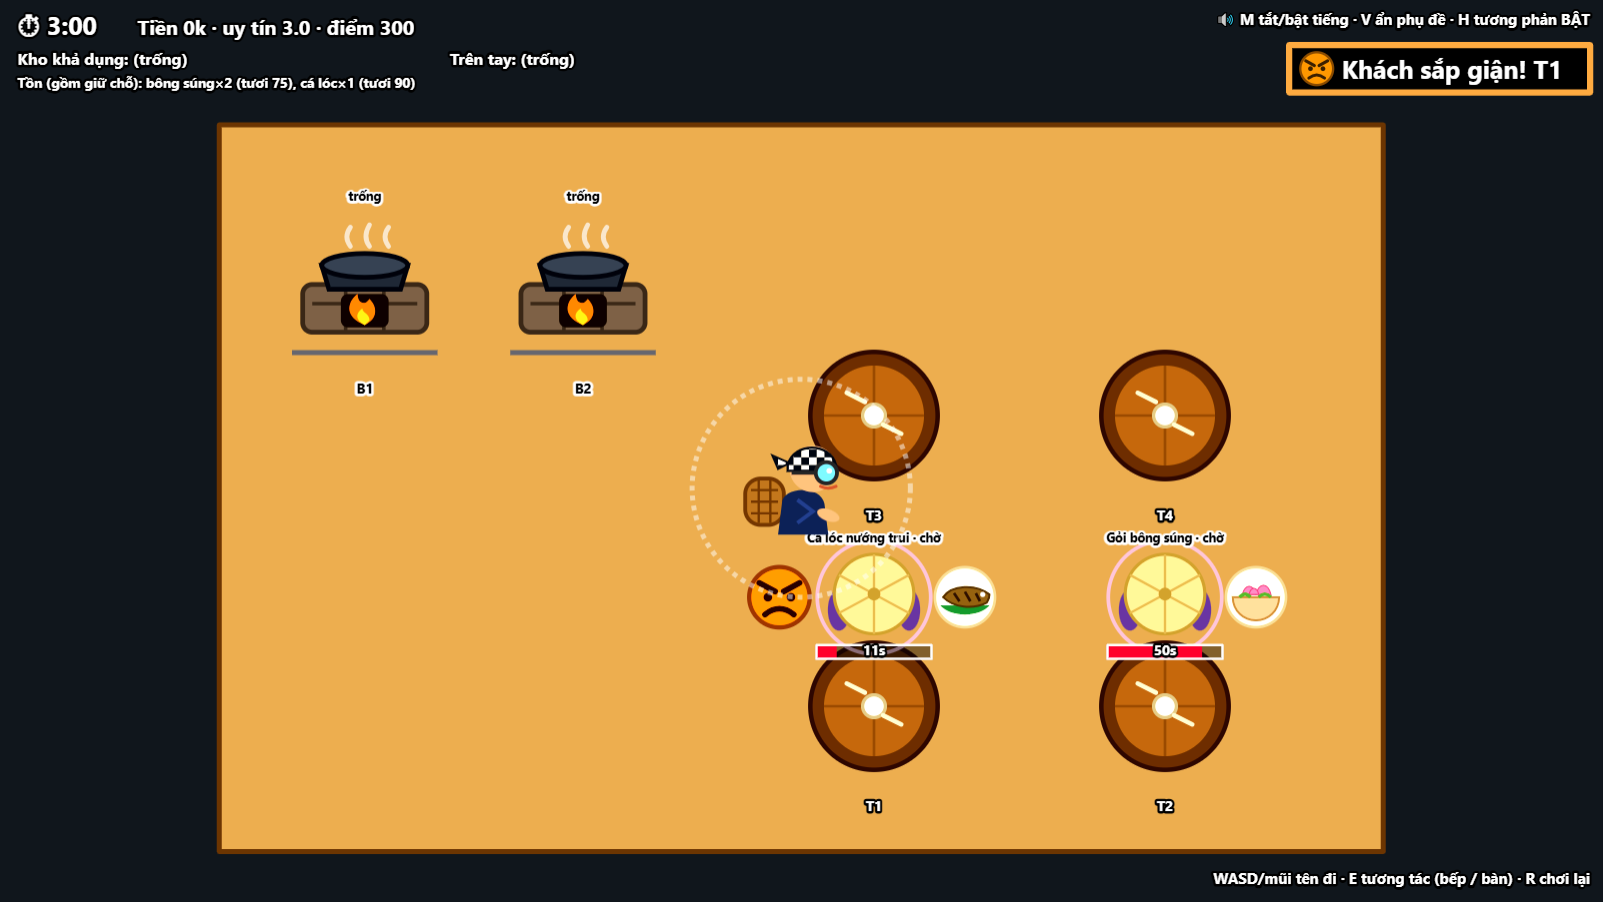 3:00
Tiền 0k · uy tín 3.0 · điểm 300
M tắt/bật tiếng · V ẩn phụ đề · H tương phản BẬT
Kho khả dụng: (trống)
Trên tay: (trống)
Khách sắp giận! T1
Tồn (gồm giữ chỗ): bông súng×2 (tươi 75), cá lóc×1 (tươi 90)
trống
trống
B1
B2
T3
T4
Cá lóc nướng trui · chờ
Gỏi bông súng · chờ
11s
50s
T1
T2
WASD/mũi tên đi · E tương tác (bếp / bàn) · R chơi lại